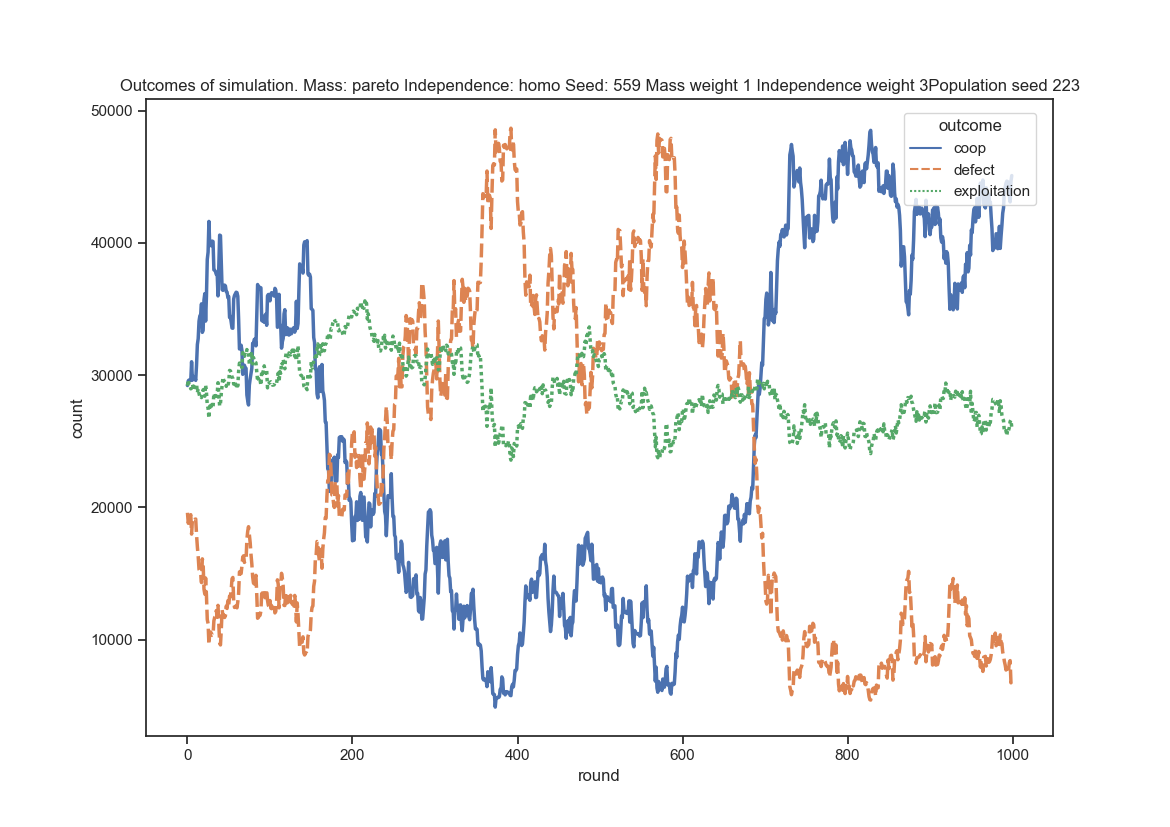 Outcomes of simulation. Mass: pareto Independence: homo Seed: 559 Mass weight 1 Independence weight 3Population seed 223
outcome
coop
defect
exploitation
50000
40000
30000
20000
10000
count
0 200 400 600 800 1000
round